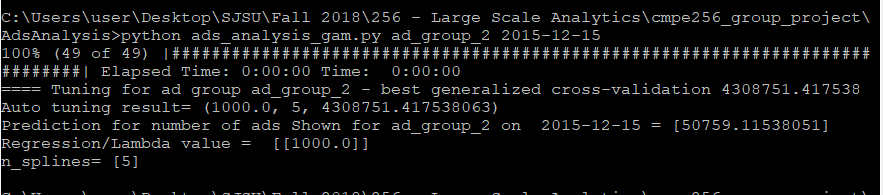 C:\Users\user\Desktop\SJSU\Fall 2018\256 - Large Scale Analytics\cmpe256_group_project\
AdsAnalysis>python ads_analysis_gam.py ad_group_2 2015-12-15
100% (49 of 49) |######################################################################
########| Elapsed Time: 0:00:00 Time:  0:00:00
==== Tuning for ad group ad_group_2 - best generalized cross-validation 4308751.417538
Auto tuning result= (1000.0, 5, 4308751.417538063)
Prediction for number of ads Shown for ad_group_2 on  2015-12-15 = [50759.11538051]
Regression/Lambda value =  [[1000.0]]
n_splines= [5]